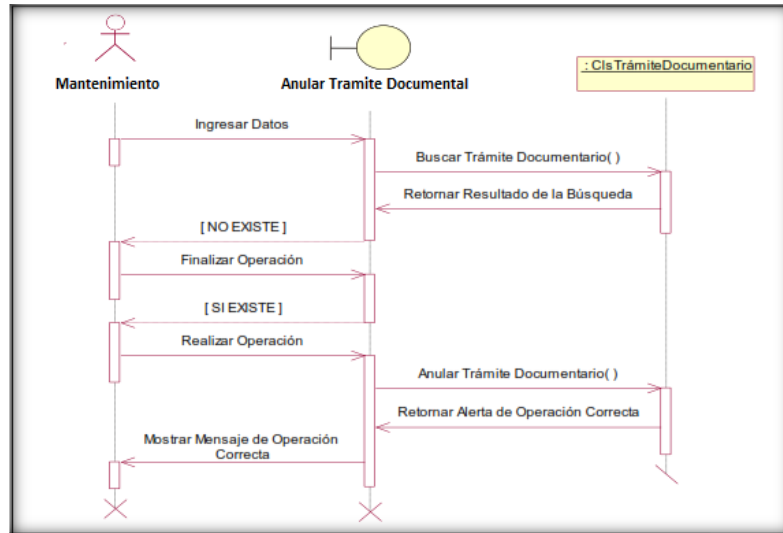 Mantenimiento
Anular Tramite Documental
: ClsTrámiteDocumentario
Ingresar Datos
Buscar Trámite Documentario( )
Retornar Resultado de la Búsqueda
[ NO EXISTE ]
Finalizar Operación
[ SI EXISTE ]
Realizar Operación
Anular Trámite Documentario( )
Retornar Alerta de Operación Correcta
Mostrar Mensaje de Operación
Correcta